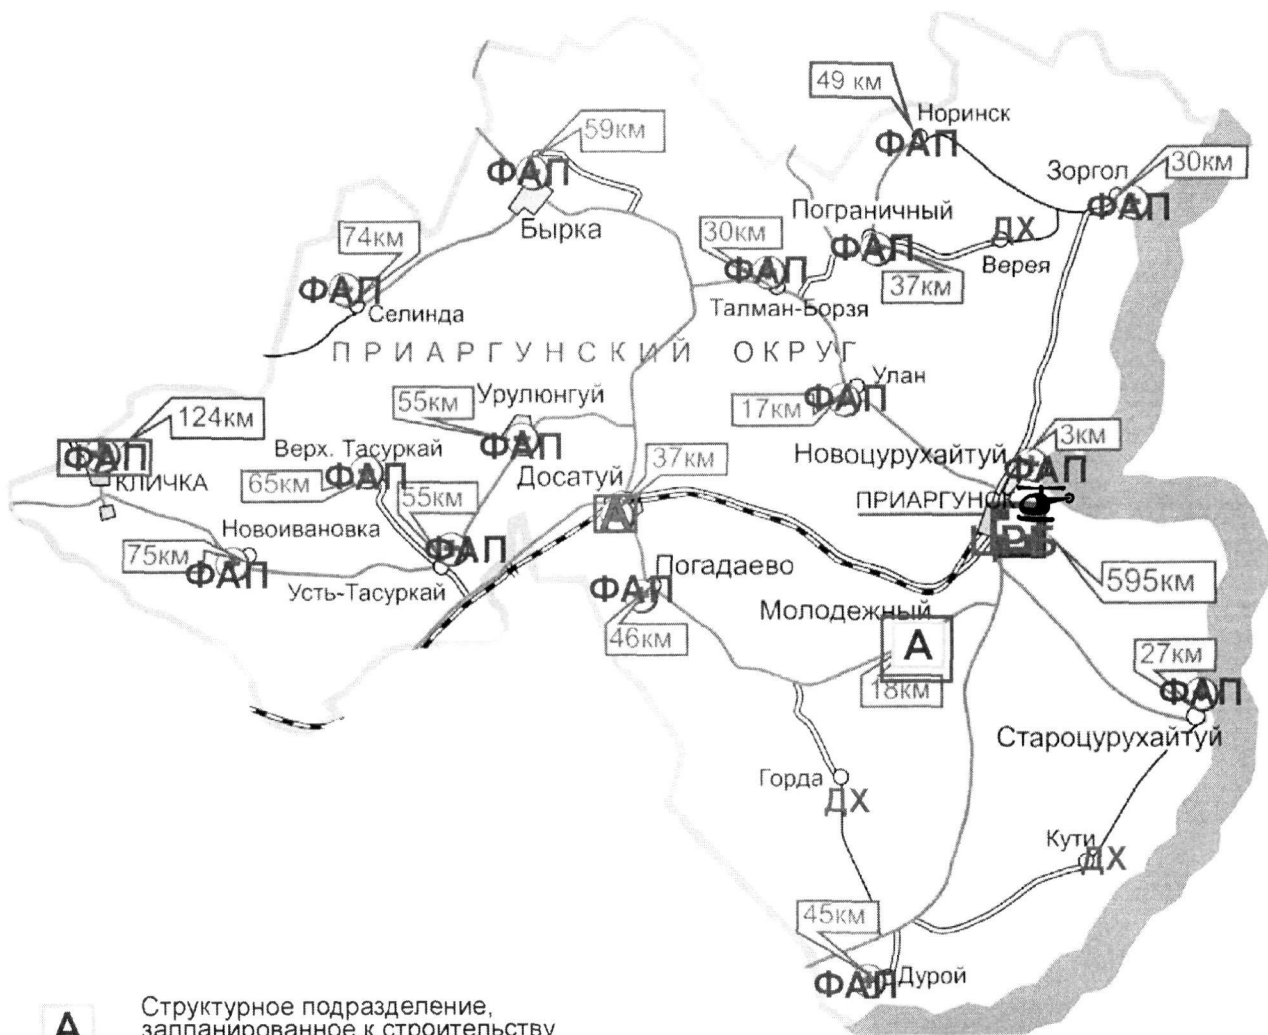 49 км
Норинск
ФАП
59км
ФАП
Бырка
Зоргол
30км
ФАП
Пограничный
ДХ
Верея
ФАП
37км
30км
ФАП
Талман-Борзя
74км
ФАП
Селинда
ПРИАРГУНСКИЙ ОКРУГ
Урулюнгуй
55км
ФАП
Улан
17км
ФАП
124км
ФАП
КЛИЧКА
Верх. Тасуркай
65км
ФАП
Досатуй
37км
А
Новоцурухайтуй
3км
ФАП
ПРИАРГУНСК
ЦРБ
595км
Новоивановка
75км
ФАП
55км
ФАП
Усть-Тасуркай
Погадаево
ФАП
46км
Молодежный
А
18км
27км
ФАП
Староцурухайтуй
Горда
ДХ
Кути
ДХ
45км
ФАП
Дурой
А
Структурное подразделение,
запланированное к строительству